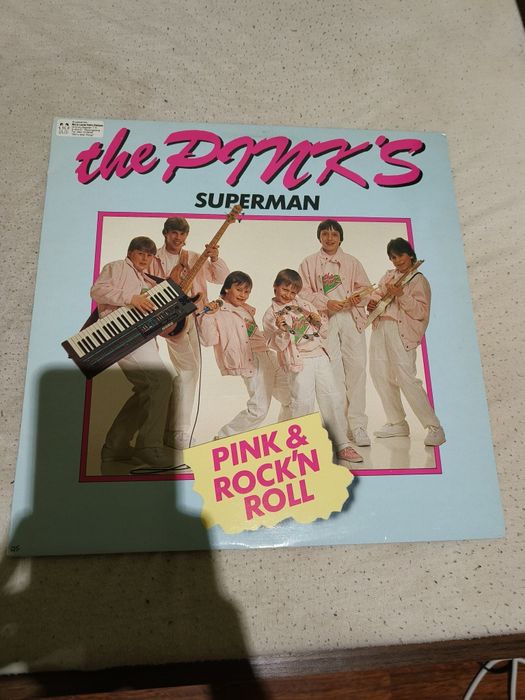 the PINK'S
SUPERMAN
PINK &
ROCK'N
ROLL